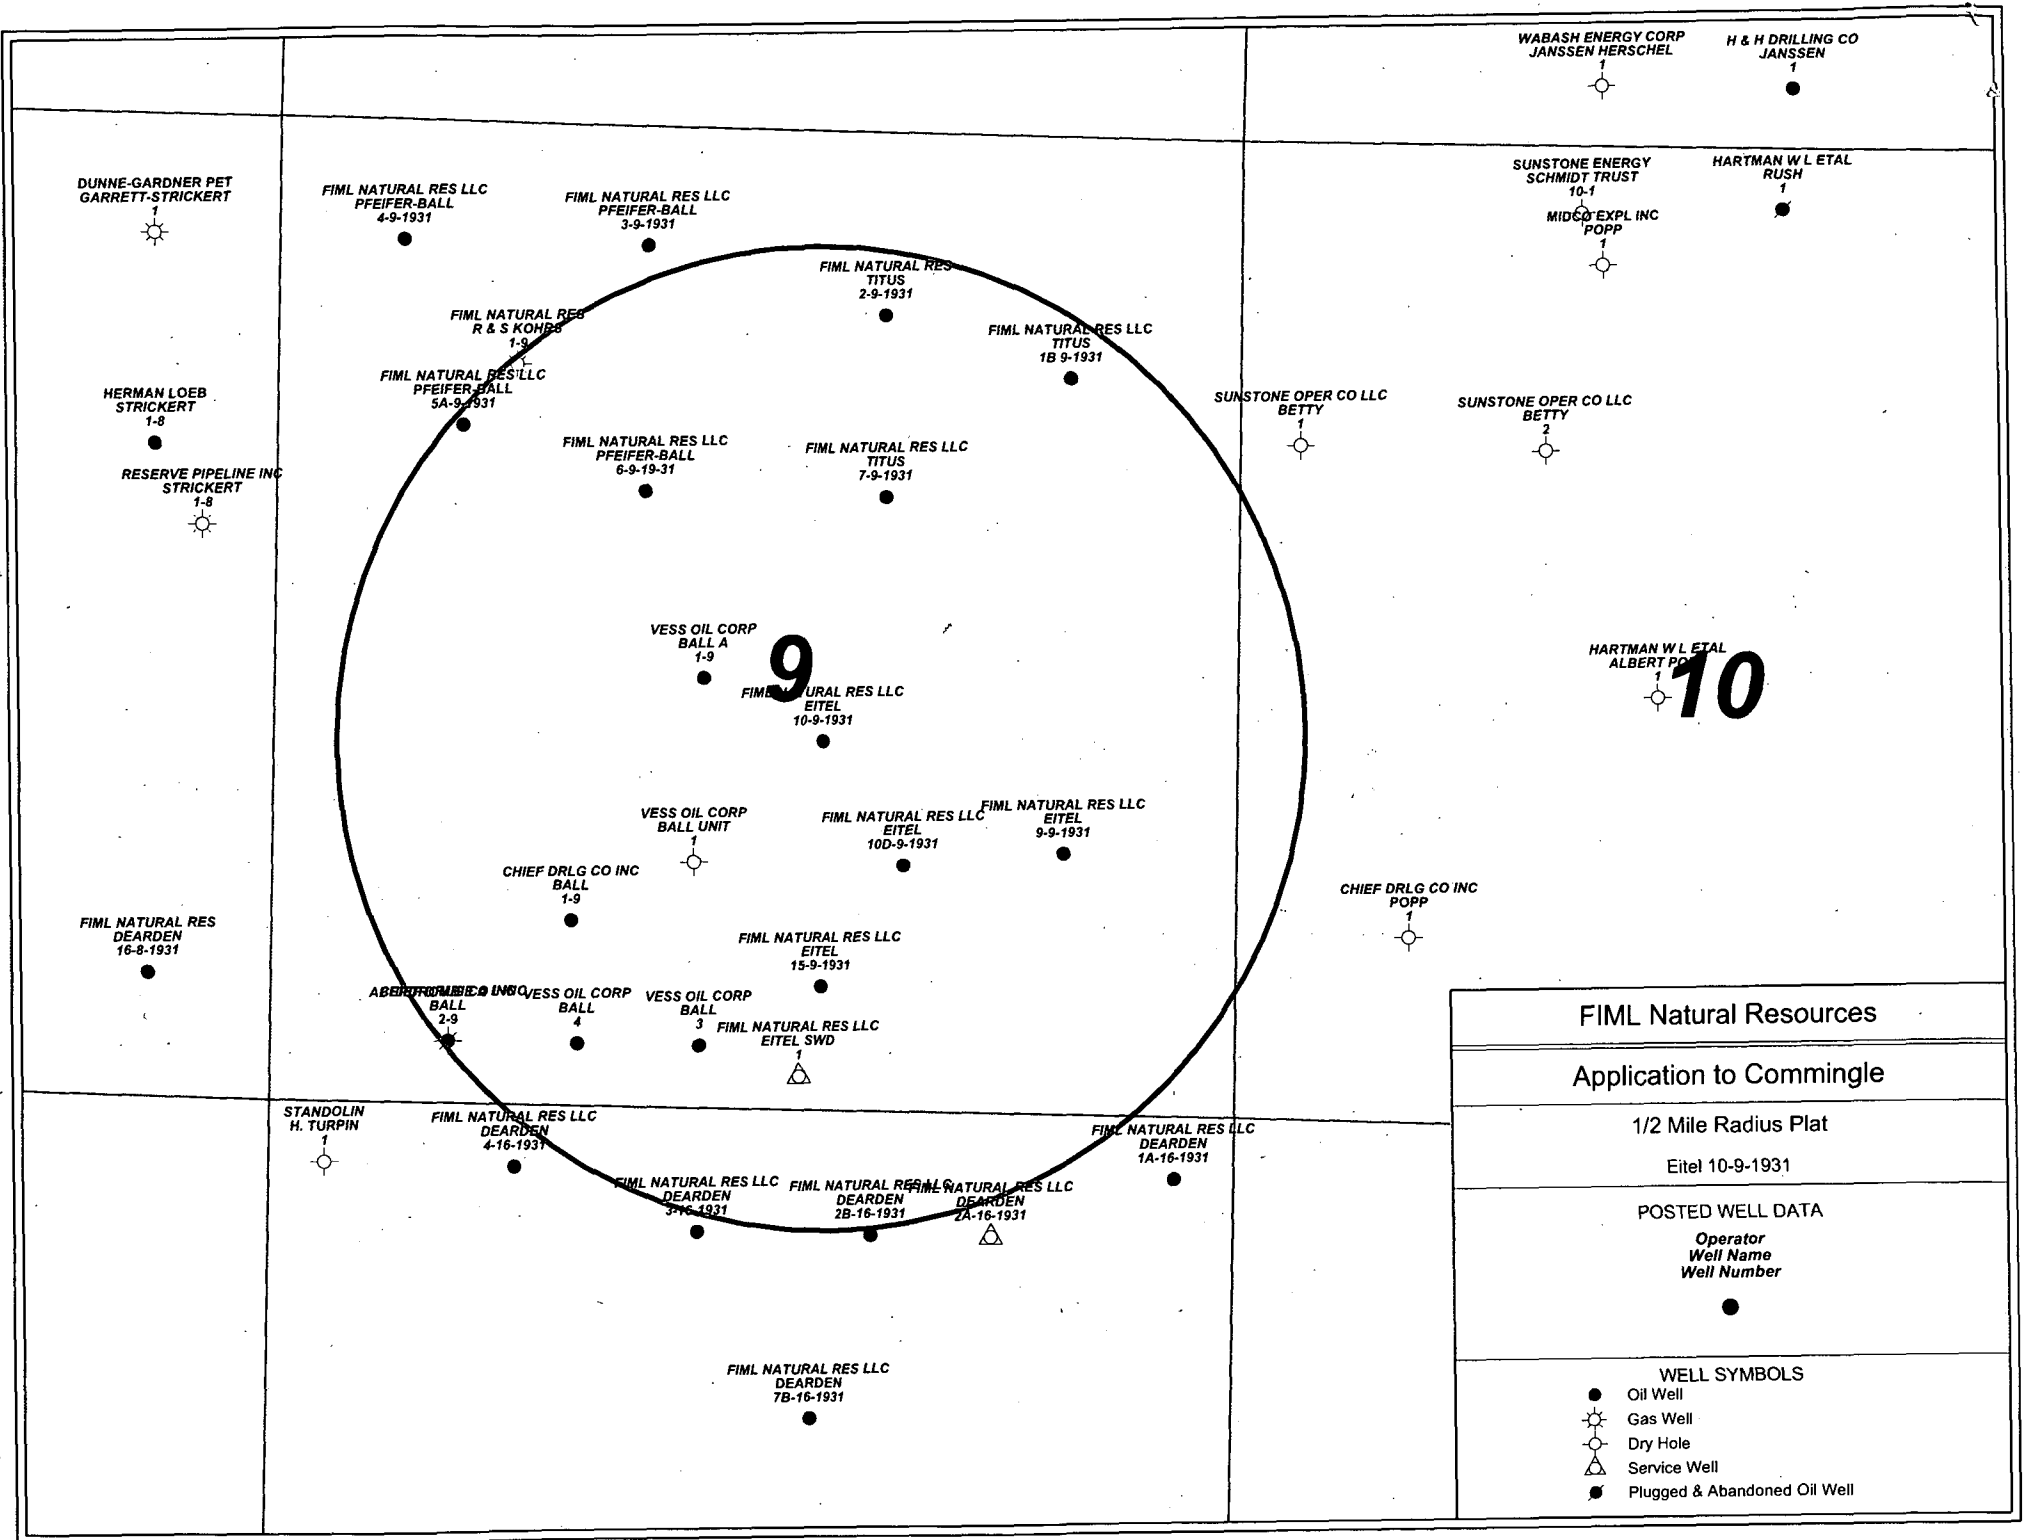 WABASH ENERGY CORP
JANSSEN HERSCHEL
1
H & H DRILLING CO
JANSSEN
1
DUNNE-GARDNER PET
GARRETT-STRICKERT
1
FIML NATURAL RES LLC
PFEIFER-BALL
4-9-1931
FIML NATURAL RES LLC
PFEIFER-BALL
3-9-1931
SUNSTONE ENERGY
SCHMIDT TRUST
10-1
HARTMAN W L ETAL
RUSH
1
MIDCO EXPL INC
POPP
1
FIML NATURAL RES
TITUS
2-9-1931
FIML NATURAL RES
R & S KOHRS
1-9
FIML NATURAL RES LLC
TITUS
1B 9-1931
FIML NATURAL RES LLC
PFEIFER-BALL
5A-9-1931
HERMAN LOEB
STRICKERT
1-8
SUNSTONE OPER CO LLC
BETTY
1
SUNSTONE OPER CO LLC
BETTY
2
FIML NATURAL RES LLC
PFEIFER-BALL
6-9-19-31
FIML NATURAL RES LLC
TITUS
7-9-1931
RESERVE PIPELINE INC
STRICKERT
1-8
VESS OIL CORP
BALL A
1-9
9
FIML NATURAL RES LLC
EITEL
10-9-1931
HARTMAN W L ETAL
ALBERT
1
10
VESS OIL CORP
BALL UNIT
1
FIML NATURAL RES LLC
EITEL
10D-9-1931
FIML NATURAL RES LLC
EITEL
9-9-1931
CHIEF DRLG CO INC
BALL
1-9
CHIEF DRLG CO INC
POPP
1
FIML NATURAL RES
DEARDEN
16-8-1931
FIML NATURAL RES LLC
EITEL
15-9-1931
BALL
2-9
VESS OIL CORP
BALL
4
VESS OIL CORP
BALL
3
FIML NATURAL RES LLC
EITEL SWD
1
STANDOLIN
H. TURPIN
1
FIML NATURAL RES LLC
DEARDEN
4-16-1931
FIML NATURAL RES LLC
DEARDEN
1A-16-1931
FIML NATURAL RES LLC
DEARDEN
3-16-1931
FIML NATURAL RES LLC
DEARDEN
2B-16-1931
FIML NATURAL RES LLC
DEARDEN
2A-16-1931
FIML NATURAL RES LLC
DEARDEN
7B-16-1931
FIML Natural Resources
Application to Commingle
1/2 Mile Radius Plat
Eitel 10-9-1931
POSTED WELL DATA
Operator
Well Name
Well Number
WELL SYMBOLS
Oil Well
Gas Well
Dry Hole
Service Well
Plugged & Abandoned Oil Well